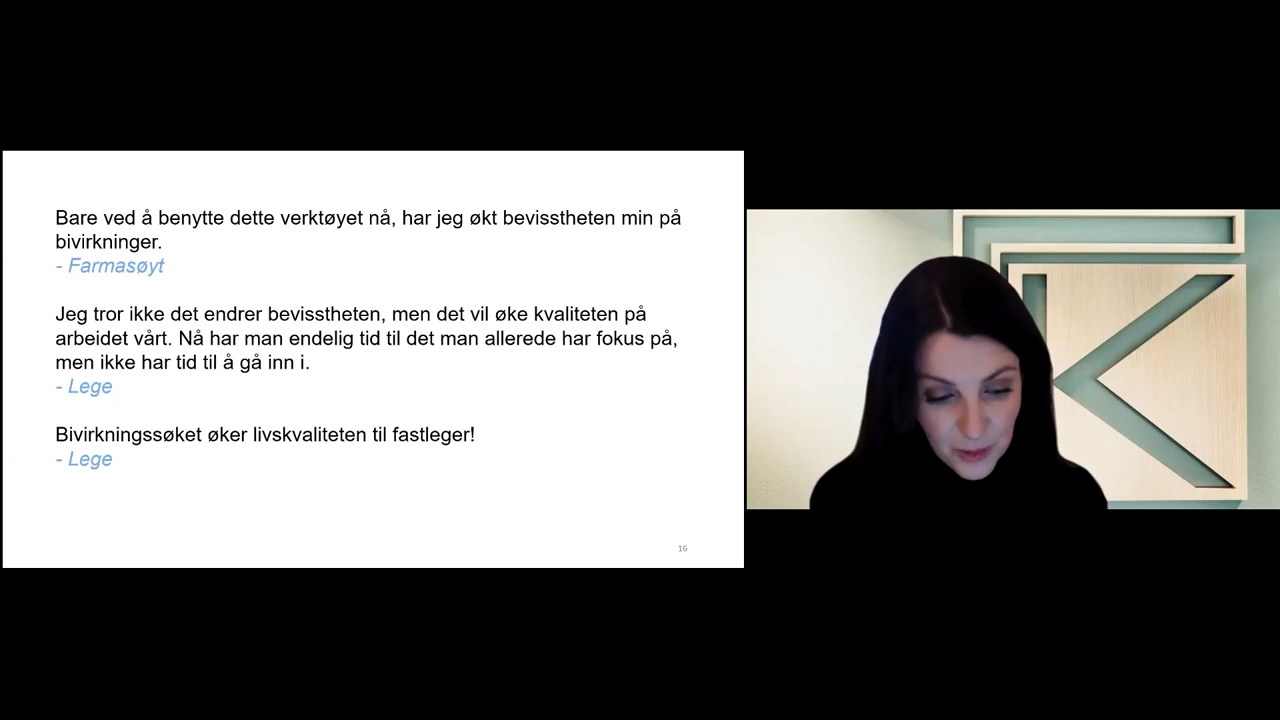 Bare ved å benytte dette verktøyet nå, har jeg økt bevisstheten min på
bivirkninger.
- Farmasøyt
Jeg tror ikke det endrer bevisstheten, men det vil øke kvaliteten på
arbeidet vårt. Nå har man endelig tid til det man allerede har fokus på,
men ikke har tid til å gå inn i.
- Lege
Bivirkningssøket øker livskvaliteten til fastleger!
- Lege
16